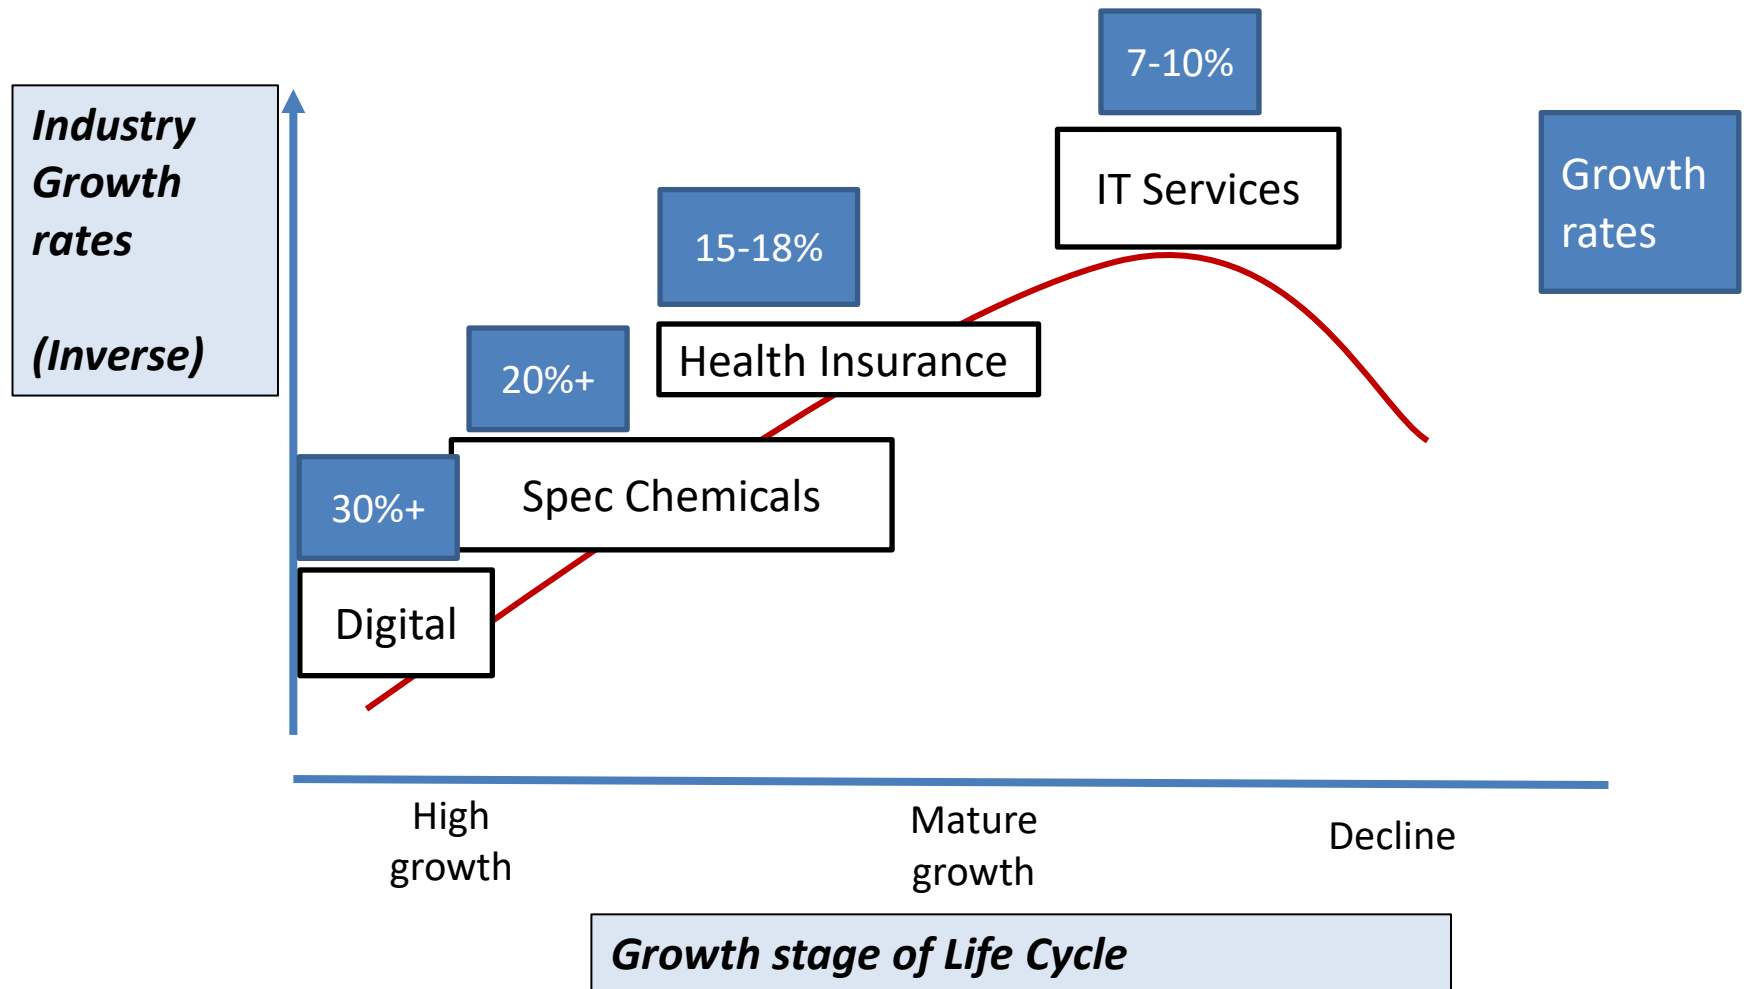 7-10%
Industry
Growth
rates
(Inverse)
IT Services
Growth
rates
15-18%
Health Insurance
20%+
Spec Chemicals
30%+
Digital
High
growth
Mature
growth
Decline
Growth stage of Life Cycle